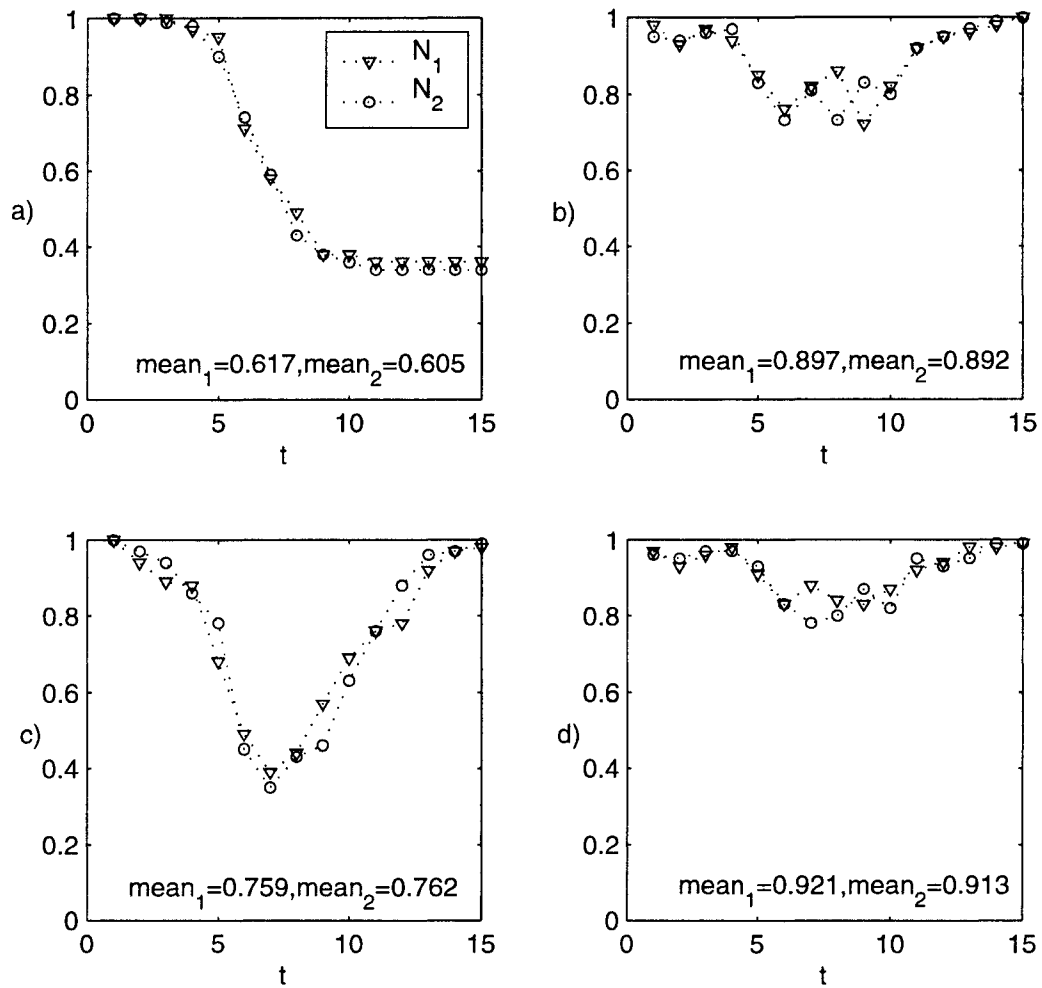 1
0.8
0.6
0.4
0.2
0
a)
N1
N2
mean1=0.617,mean2=0.605
0 5 10 15
t
1
0.8
0.6
0.4
0.2
0
b)
mean1=0.897,mean2=0.892
0 5 10 15
t
1
0.8
0.6
0.4
0.2
0
c)
mean1=0.759,mean2=0.762
0 5 10 15
t
1
0.8
0.6
0.4
0.2
0
d)
mean1=0.921,mean2=0.913
0 5 10 15
t